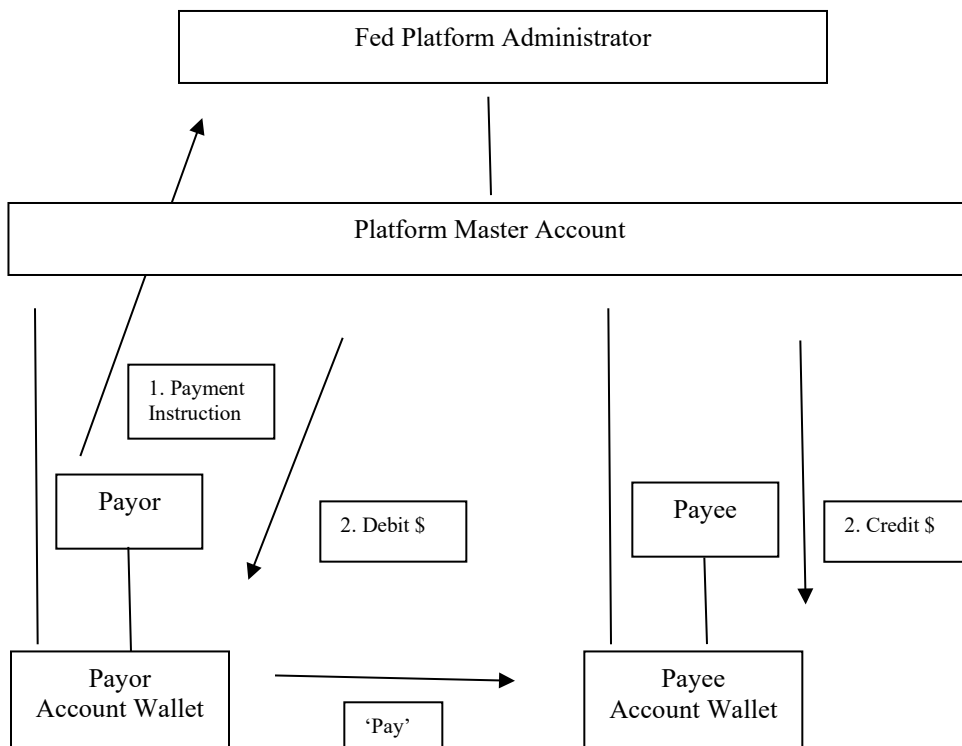 Fed Platform Administrator
Platform Master Account
1. Payment
Instruction
Payor
Payee
2. Debit $
2. Credit $
Payor
Account Wallet
Payee
Account Wallet
‘Pay’